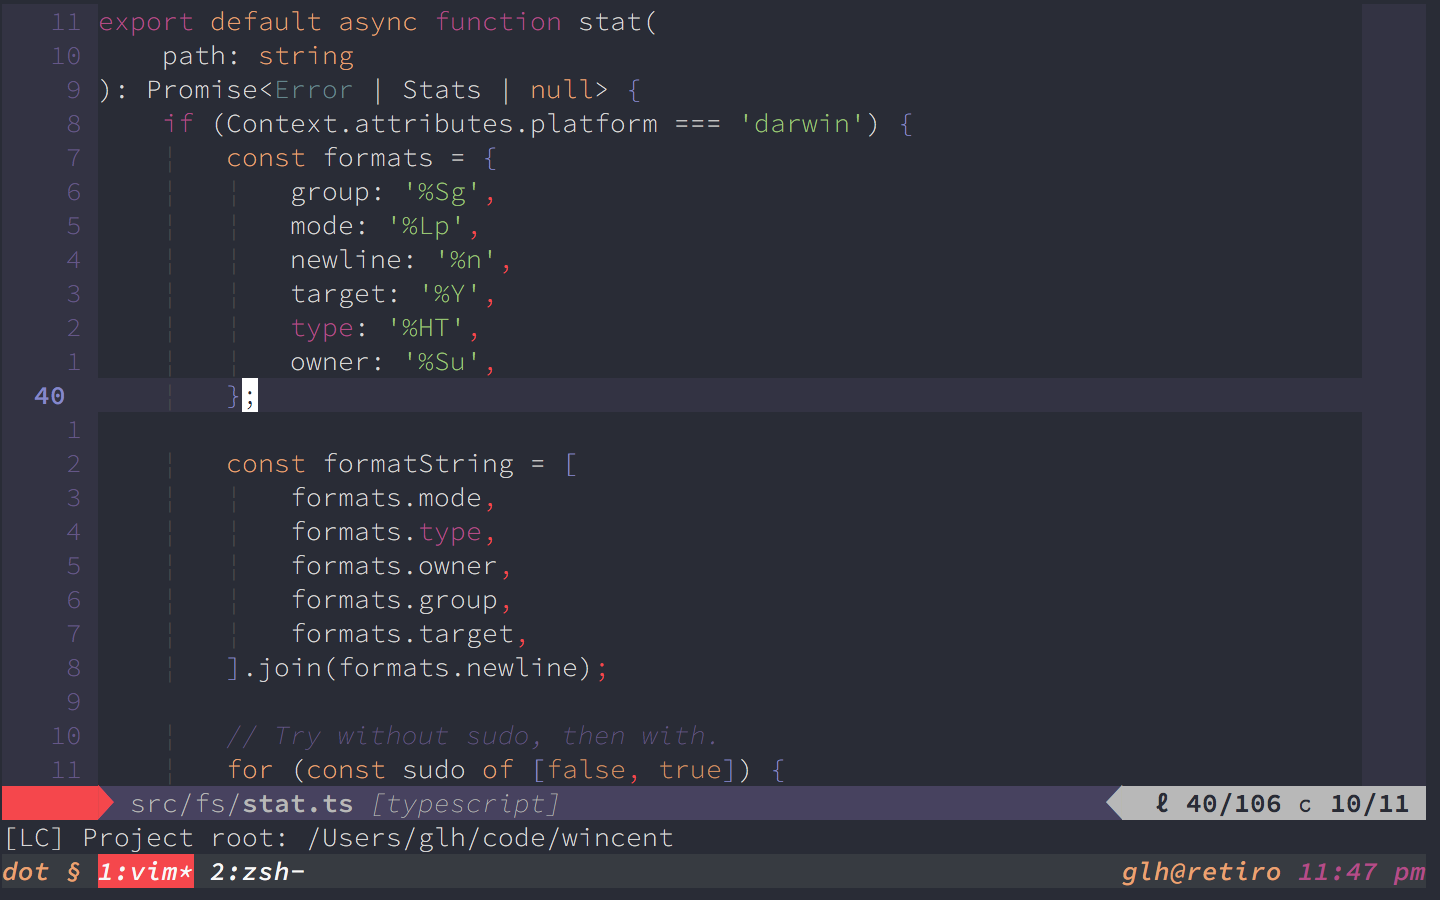 11 export default async function stat(
10     path: string
9 ): Promise<Error | Stats | null> {
8     if (Context.attributes.platform === 'darwin') {
7         const formats = {
6             group: '%Sg',
5             mode: '%Lp',
4             newline: '%n',
3             target: '%Y',
2             type: '%HT',
1             owner: '%Su',
40         };
1
2         const formatString = [
3             formats.mode,
4             formats.type,
5             formats.owner,
6             formats.group,
7             formats.target,
8         ].join(formats.newline);
9
10         // Try without sudo, then with.
11         for (const sudo of [false, true]) {
src/fs/stat.ts [typescript] ℓ 40/106 c 10/11
[LC] Project root: /Users/glh/code/wincent
dot § 1:vim* 2:zsh- glh@retiro 11:47 pm